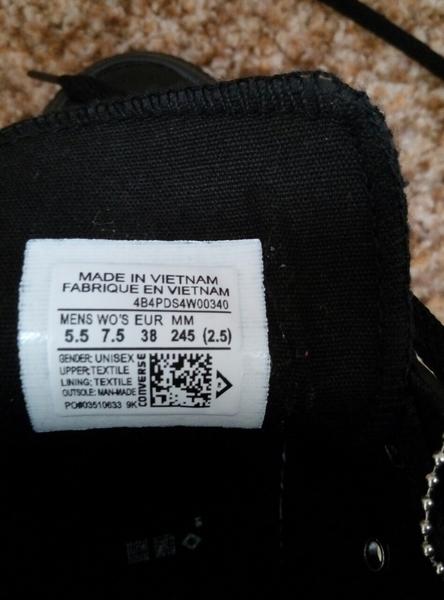 MADE IN VIETNAM
FABRIQUE EN VIETNAM
4B4PDS4W00340
MENS WO'S EUR MM
5.5 7.5 38 245 (2.5)
GENDER: UNISEX
UPPER:TEXTILE
LINING: TEXTILE
OUTSOLE: MAN-MADE
PO#03510633 9K
CONVERSE